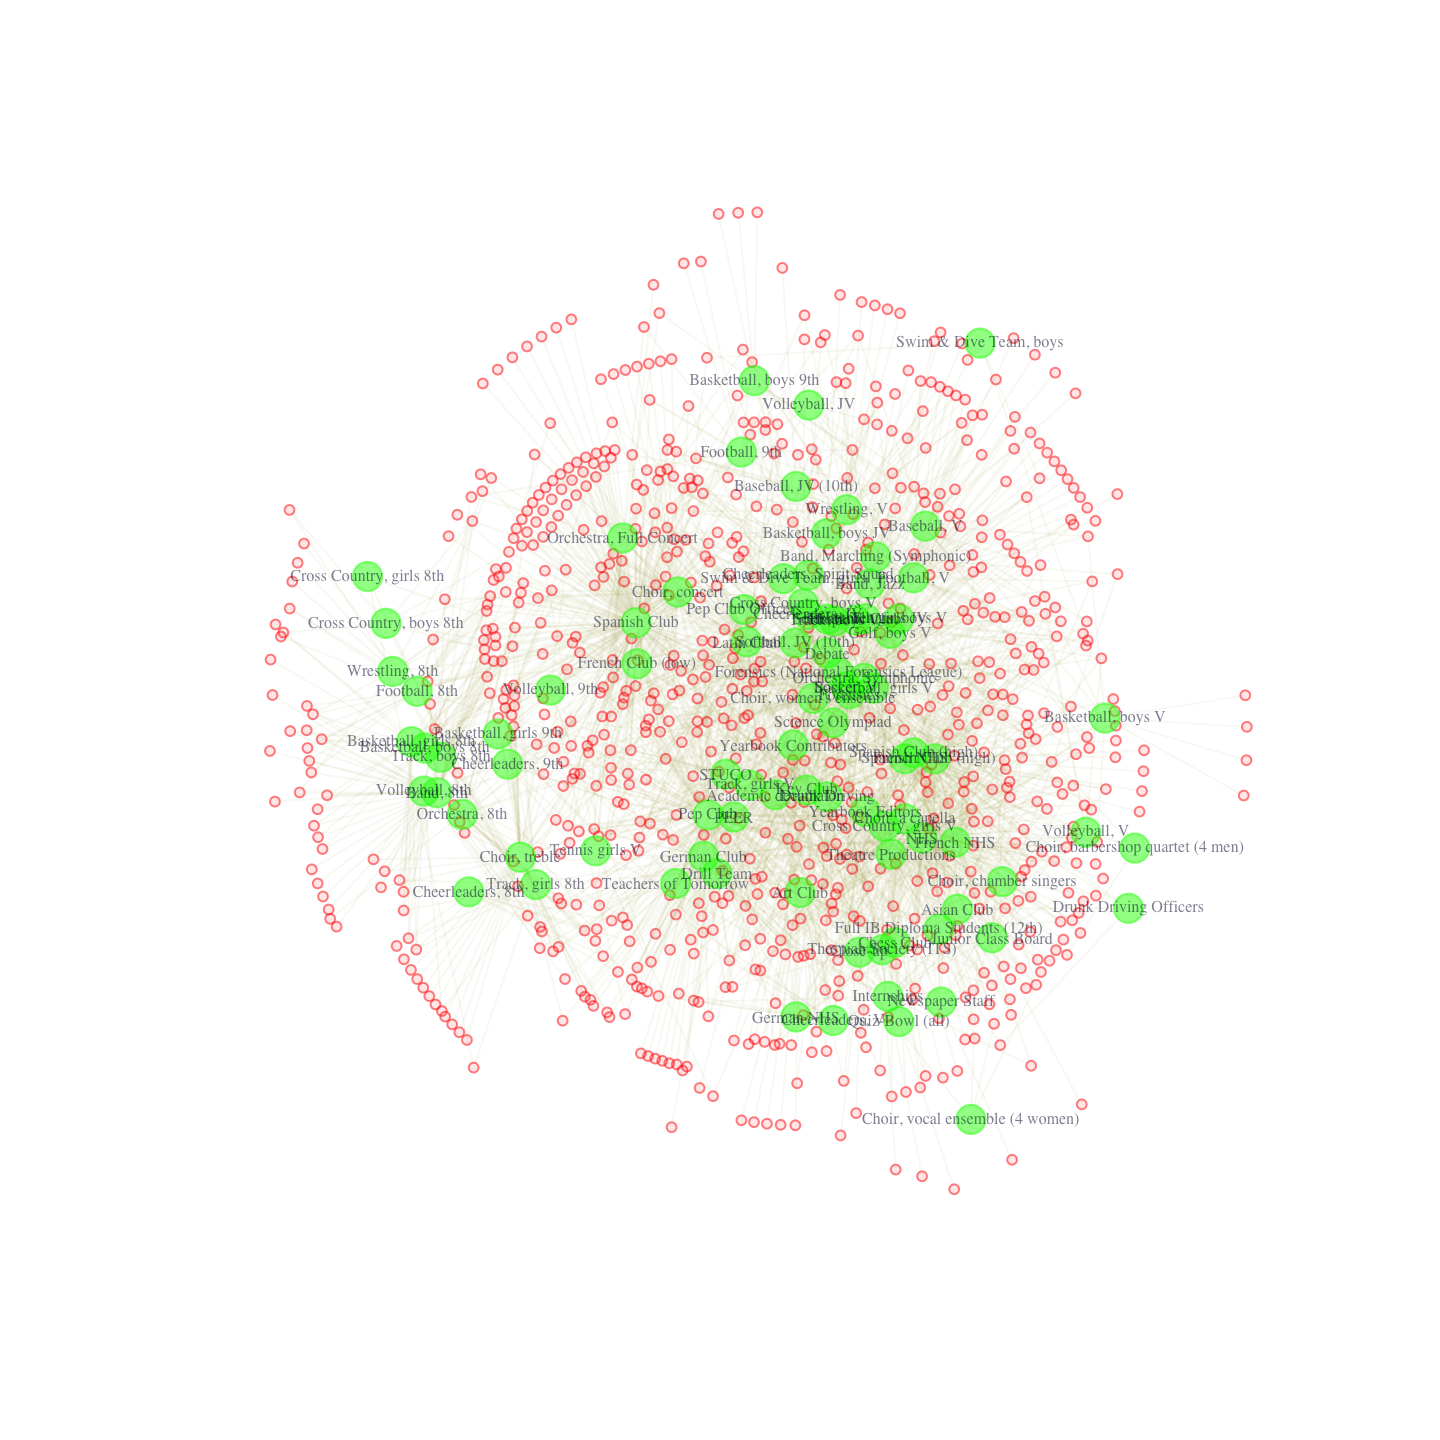 Swim & Dive Team, boys
Basketball, boys 9th
Volleyball, JV
Football, 9th
Baseball, JV (10th)
Wrestling, V
Baseball, V
Basketball, boys JV
Orchestra, Full Concert
Band, Marching (Symphonic)
Cross Country, girls 8th
Cheerleaders, Spirit Squad
Swim & Dive Team, girls
Football, V
Band, Jazz
Choir, concert
Cross Country, boys V
Pep Club Officers
Cross Country, boys 8th
Spanish Club
Golf, boys V
Latin Club
Softball, JV (10th)
Debate
French Club (low)
Wrestling, 8th
Forensics (National Forensics League)
Orchestra, Symphonic
Football, 8th
Volleyball, 9th
Basketball, girls V
Choir, women's ensemble
Basketball, boys V
Science Olympiad
Basketball, girls 9th
Basketball, girls 8th
Basketball, boys 8th
Yearbook Contributors
Spanish Club (high)
Track, boys 8th
Cheerleaders, 9th
STUCO
Track, girls V
Key Club
Volleyball, 8th
Band, 8th
Academic decathalon
Drunk Driving
Orchestra, 8th
Pep Club
PEER
Yearbook Editors
Choir, a capella
Cross Country, girls V
Volleyball, V
NHS
French NHS
Choir, barbershop quartet (4 men)
Tennis girls V
Choir, treble
German Club
Theatre Productions
Drill Team
Track, girls 8th
Teachers of Tomorrow
Choir, chamber singers
Cheerleaders, 8th
Art Club
Drunk Driving Officers
Asian Club
Full IB Diploma Students (12th)
Junior Class Board
Chess Club
Thespian Society (ITS)
Close-up
Internships
Newspaper Staff
German NHS
Cheerleaders, V
Quiz Bowl (all)
Choir, vocal ensemble (4 women)